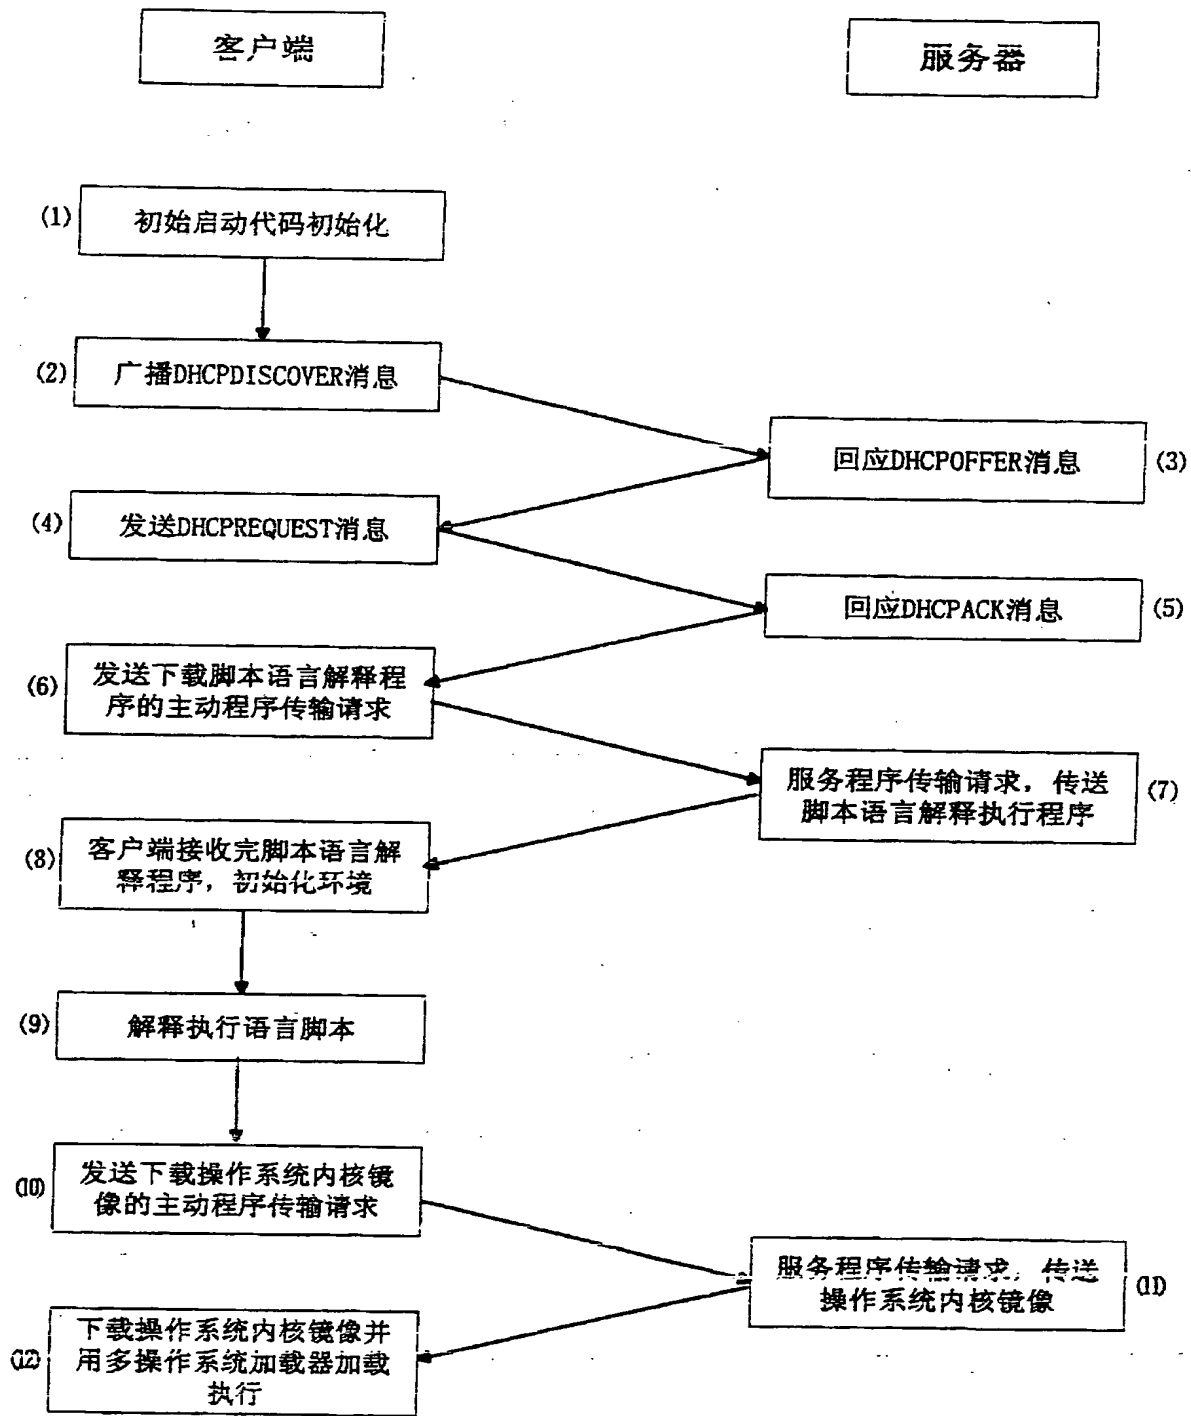 客户端
服务器
(1)
初始启动代码初始化
(2)
广播DHCPDISCOVER消息
回应DHCPOFFER消息
(3)
(4)
发送DHCPREQUEST消息
回应DHCPACK消息
(5)
(6)
发送下载脚本语言解释程
序的主动程序传输请求
服务程序传输请求，传送
脚本语言解释执行程序
(7)
(8)
客户端接收完脚本语言解
释程序，初始化环境
(9)
解释执行语言脚本
(10)
发送下载操作系统内核镜
像的主动程序传输请求
服务程序传输请求，传送
操作系统内核镜像
(11)
(12)
下载操作系统内核镜像并
用多操作系统加载器加载
执行